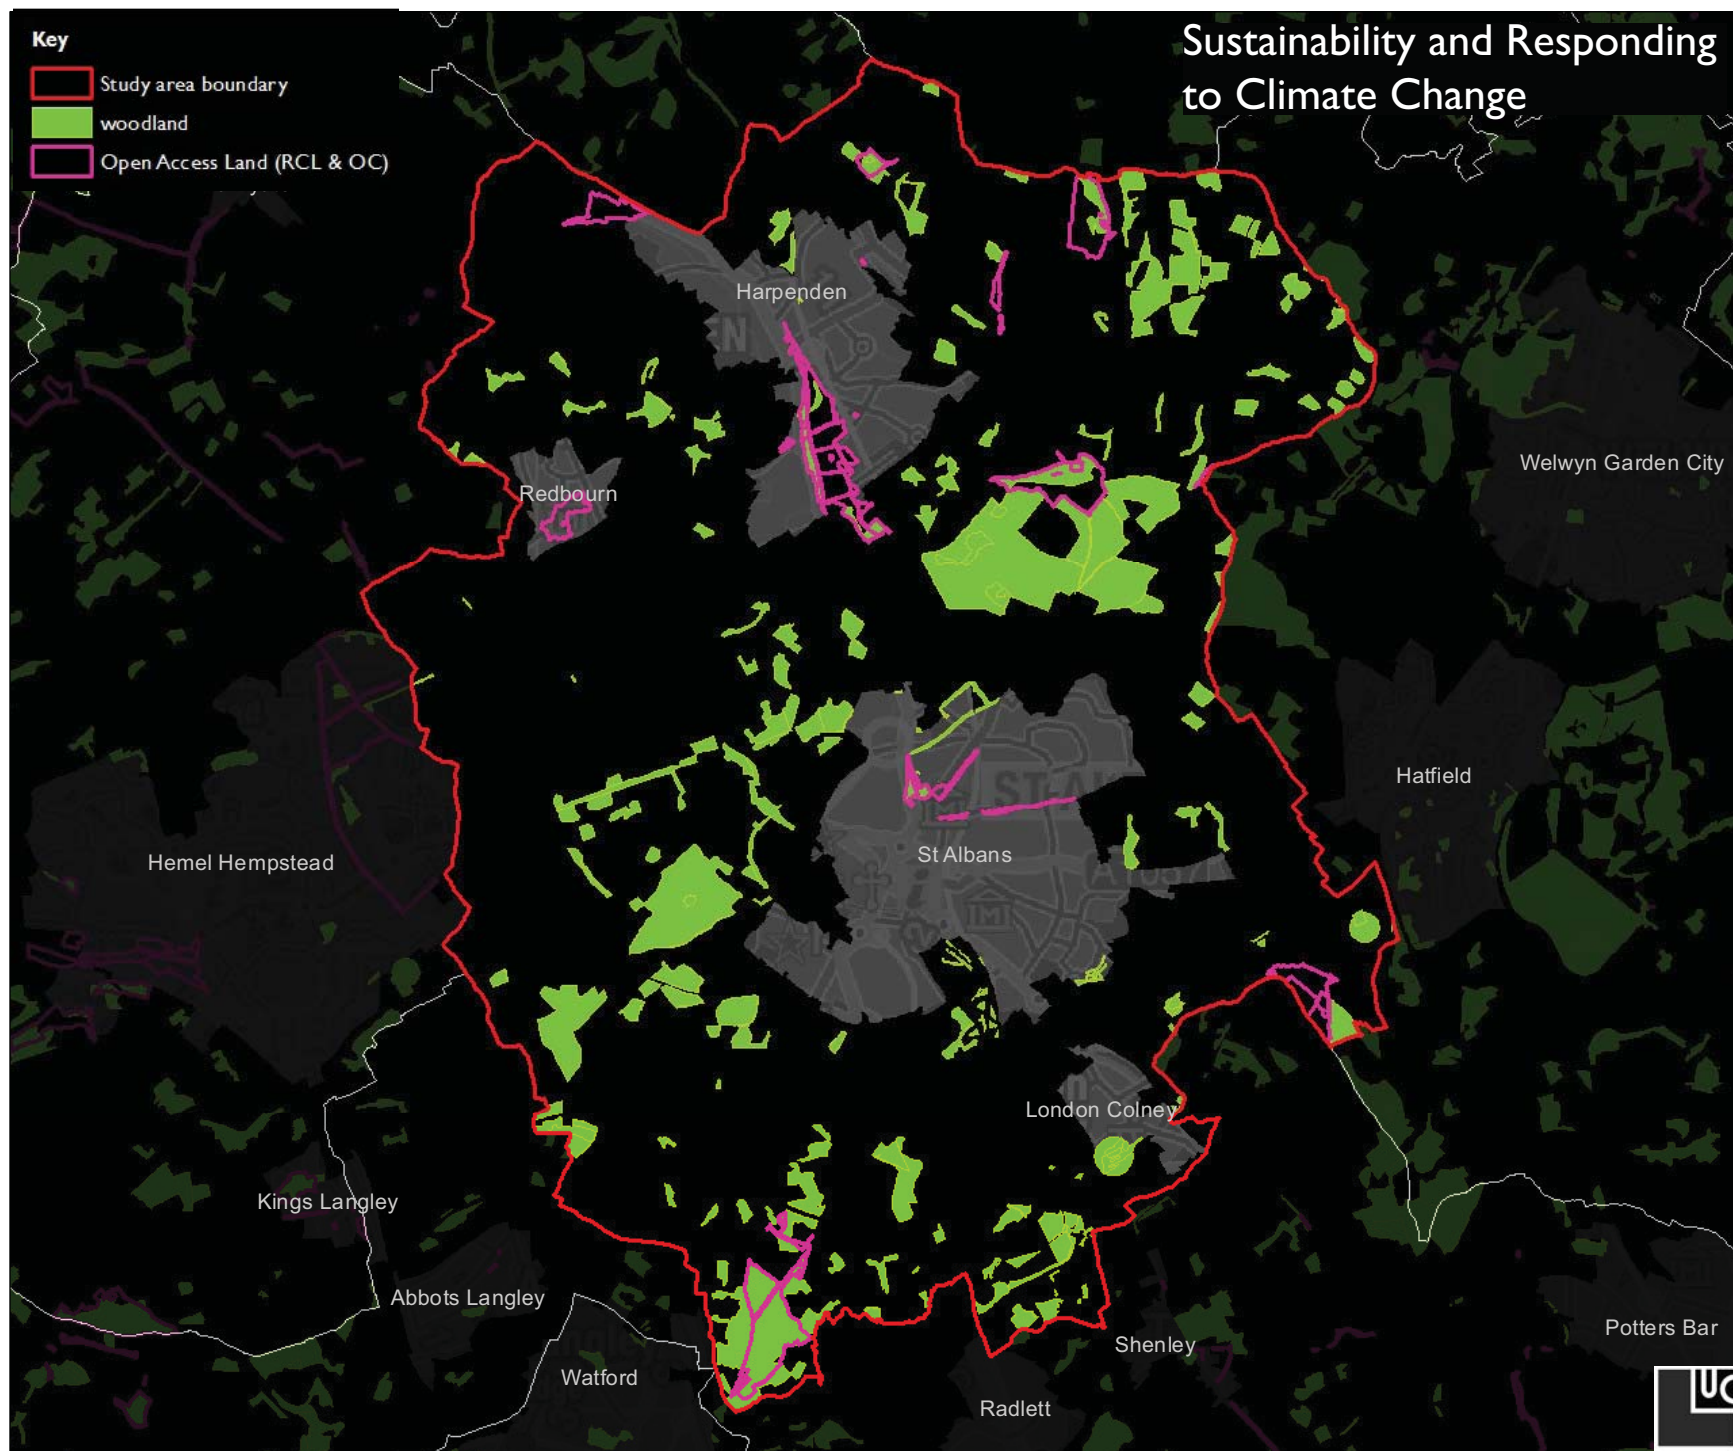 Sustainability and Responding
to Climate Change
Key
Study area boundary
woodland
Open Access Land (RCL & OC)
Harpenden
Redbourn
Welwyn Garden City
Hatfield
Hemel Hempstead
St Albans
London Colney
Kings Langley
Abbots Langley
Shenley
Potters Bar
Watford
Radlett